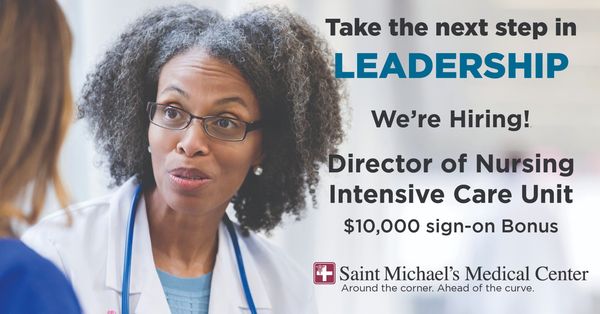 Take the next step in
LEADERSHIP
We're Hiring!
Director of Nursing
Intensive Care Unit
$10,000 sign-on Bonus
Saint Michael's Medical Center
Around the corner. Ahead of the curve.